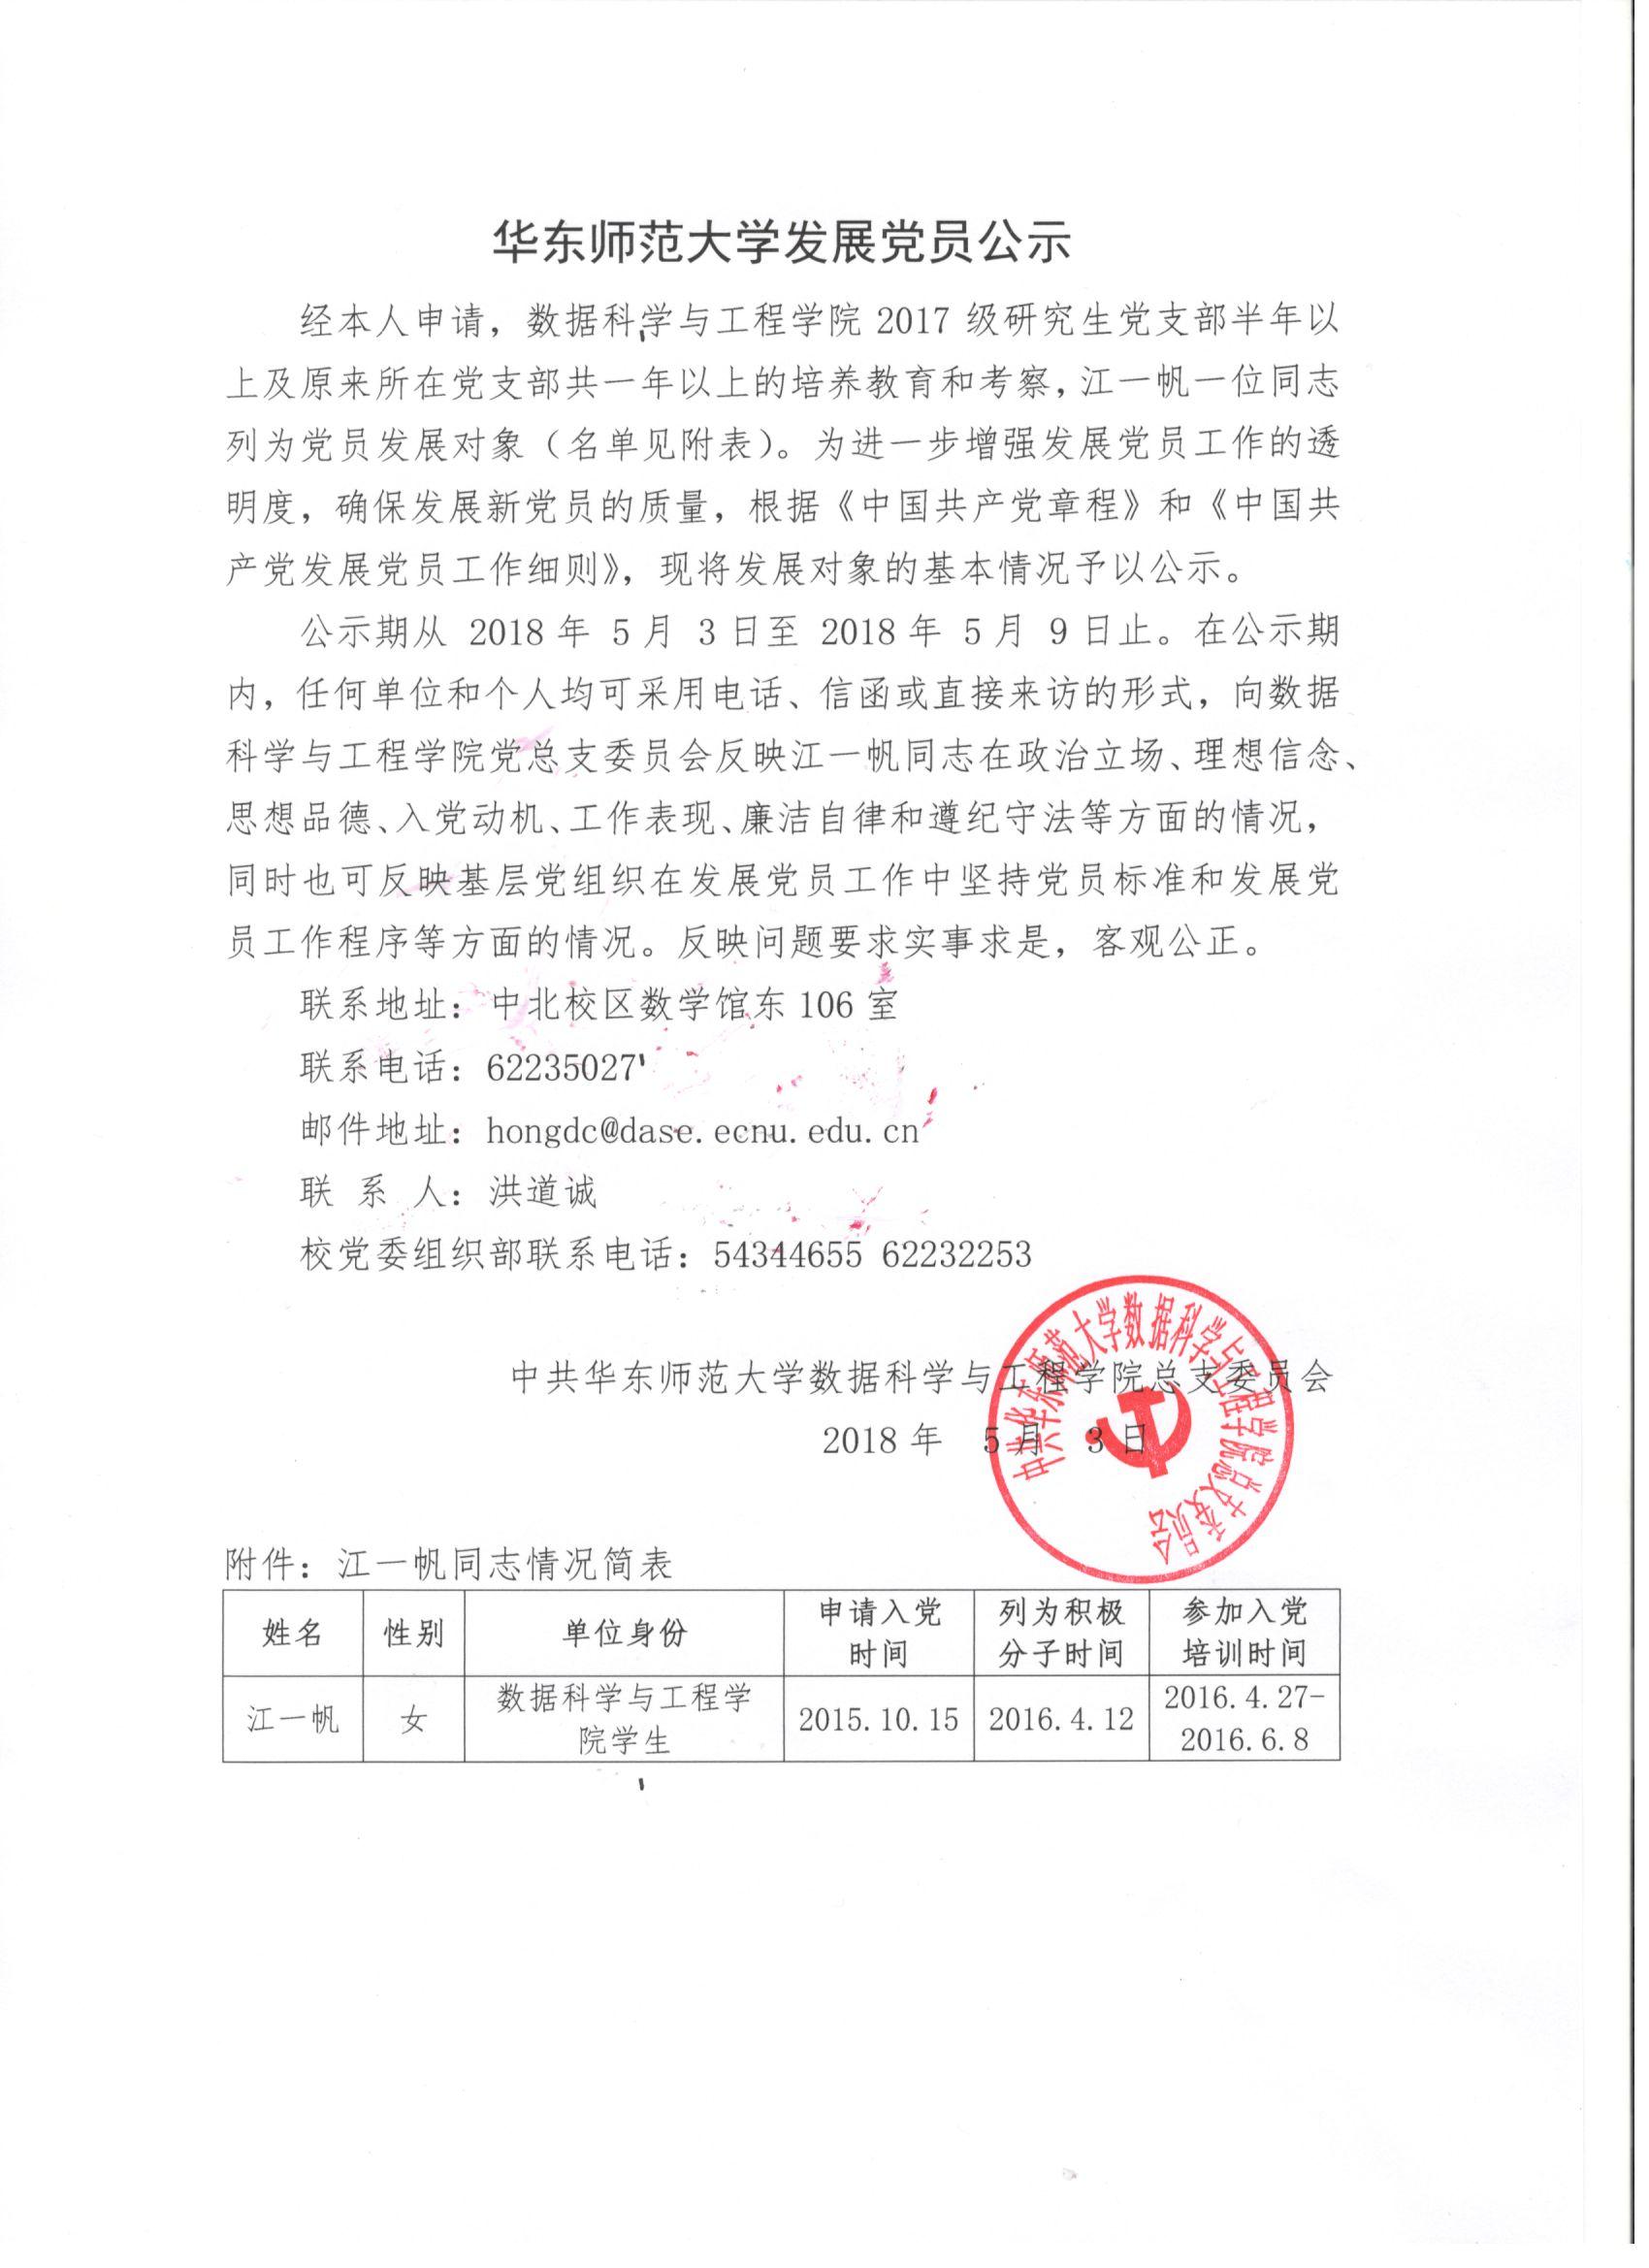 华东师范大学发展党员公示
经本人申请，数据科学与工程学院 2017 级研究生党支部半年以
上及原来所在党支部共一年以上的培养教育和考察，江一帆一位同志
列为党员发展对象（名单见附表）。为进一步增强发展党员工作的透
明度，确保发展新党员的质量，根据《中国共产党章程》和《中国共
产党发展党员工作细则》，现将发展对象的基本情况予以公示。
公示期从 2018 年 5 月 3 日至 2018 年 5 月 9 日止。在公示期
内，任何单位和个人均可采用电话、信函或直接来访的形式，向数据
科学与工程学院党总支委员会反映江一帆同志在政治立场、理想信念、
思想品德、入党动机、工作表现、廉洁自律和遵纪守法等方面的情况，
同时也可反映基层党组织在发展党员工作中坚持党员标准和发展党
员工作程序等方面的情况。反映问题要求实事求是，客观公正。
联系地址：中北校区数学馆东 106 室
联系电话：62235027
邮件地址：hongdc@dase.ecnu.edu.cn
联 系 人：洪道诚
校党委组织部联系电话：54344655 62232253
中共华东师范大学数据科学与工程学院总支委员会
2018 年 5 月 3 日
中共华东师范大学数据科学与工程学院总支委员会
附件：江一帆同志情况简表
姓名 性别 单位身份 申请入党时间 列为积极分子时间 参加入党培训时间
江一帆 女 数据科学与工程学院学生 2015.10.15 2016.4.12 2016.4.27-2016.6.8